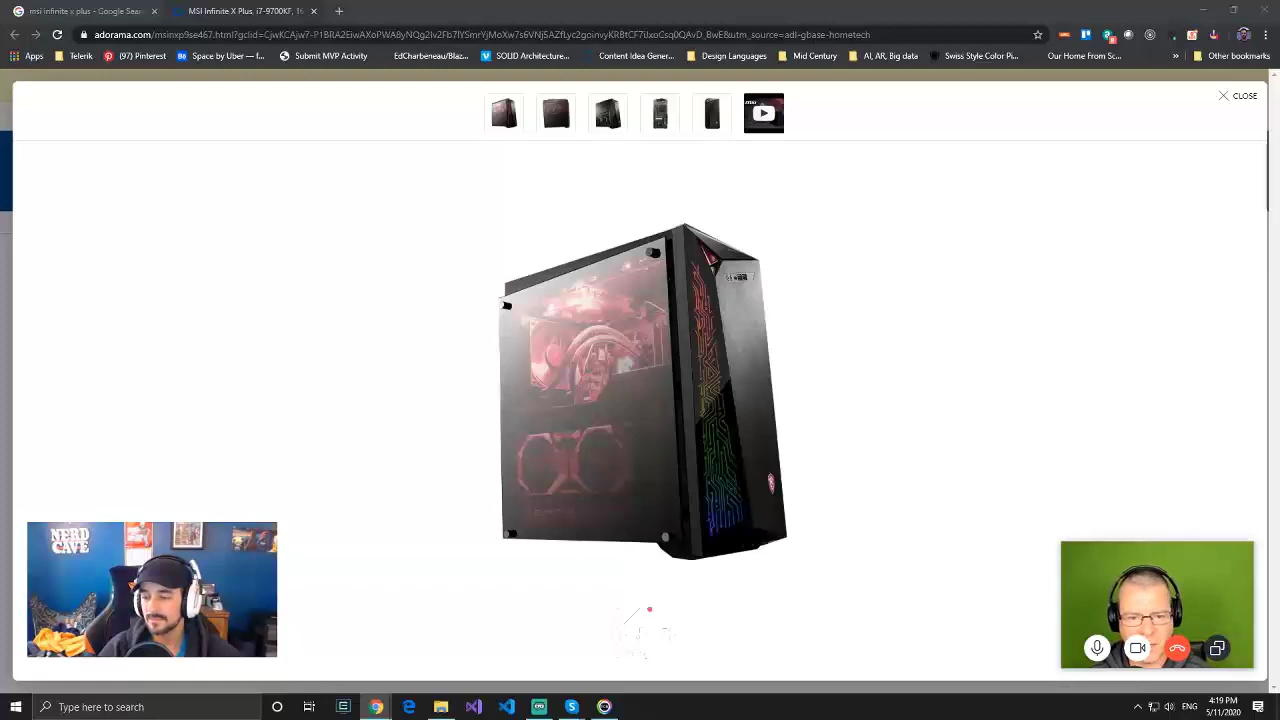 msi infinite x plus - Google Sear
MSI Infinite X Plus, i7-9700KF, 16
adorama.com/msinxp9se467.html?gclid=CjwKCAjw7-P1BRA2EiwAXoPWA8yNQg2Iv2Fb7lYSmrYjMoXw7s6VNjSAZfLyc2goinvyKRBtCF7iJxoCsq0QAvD_BwE&utm_source=adl-gbase-hometech
Apps
Telerik
(97) Pinterest
Space by Uber — f...
Submit MVP Activity
EdCharbeneau/Blaz...
SOLID Architecture...
Content Idea Gener...
Design Languages
Mid Century
AI, AR, Big data
Swiss Style Color Pi...
Our Home From Sc...
Other bookmarks
CLOSE
NERD
CAVE
Type here to search
ENG
4:19 PM
5/11/2020